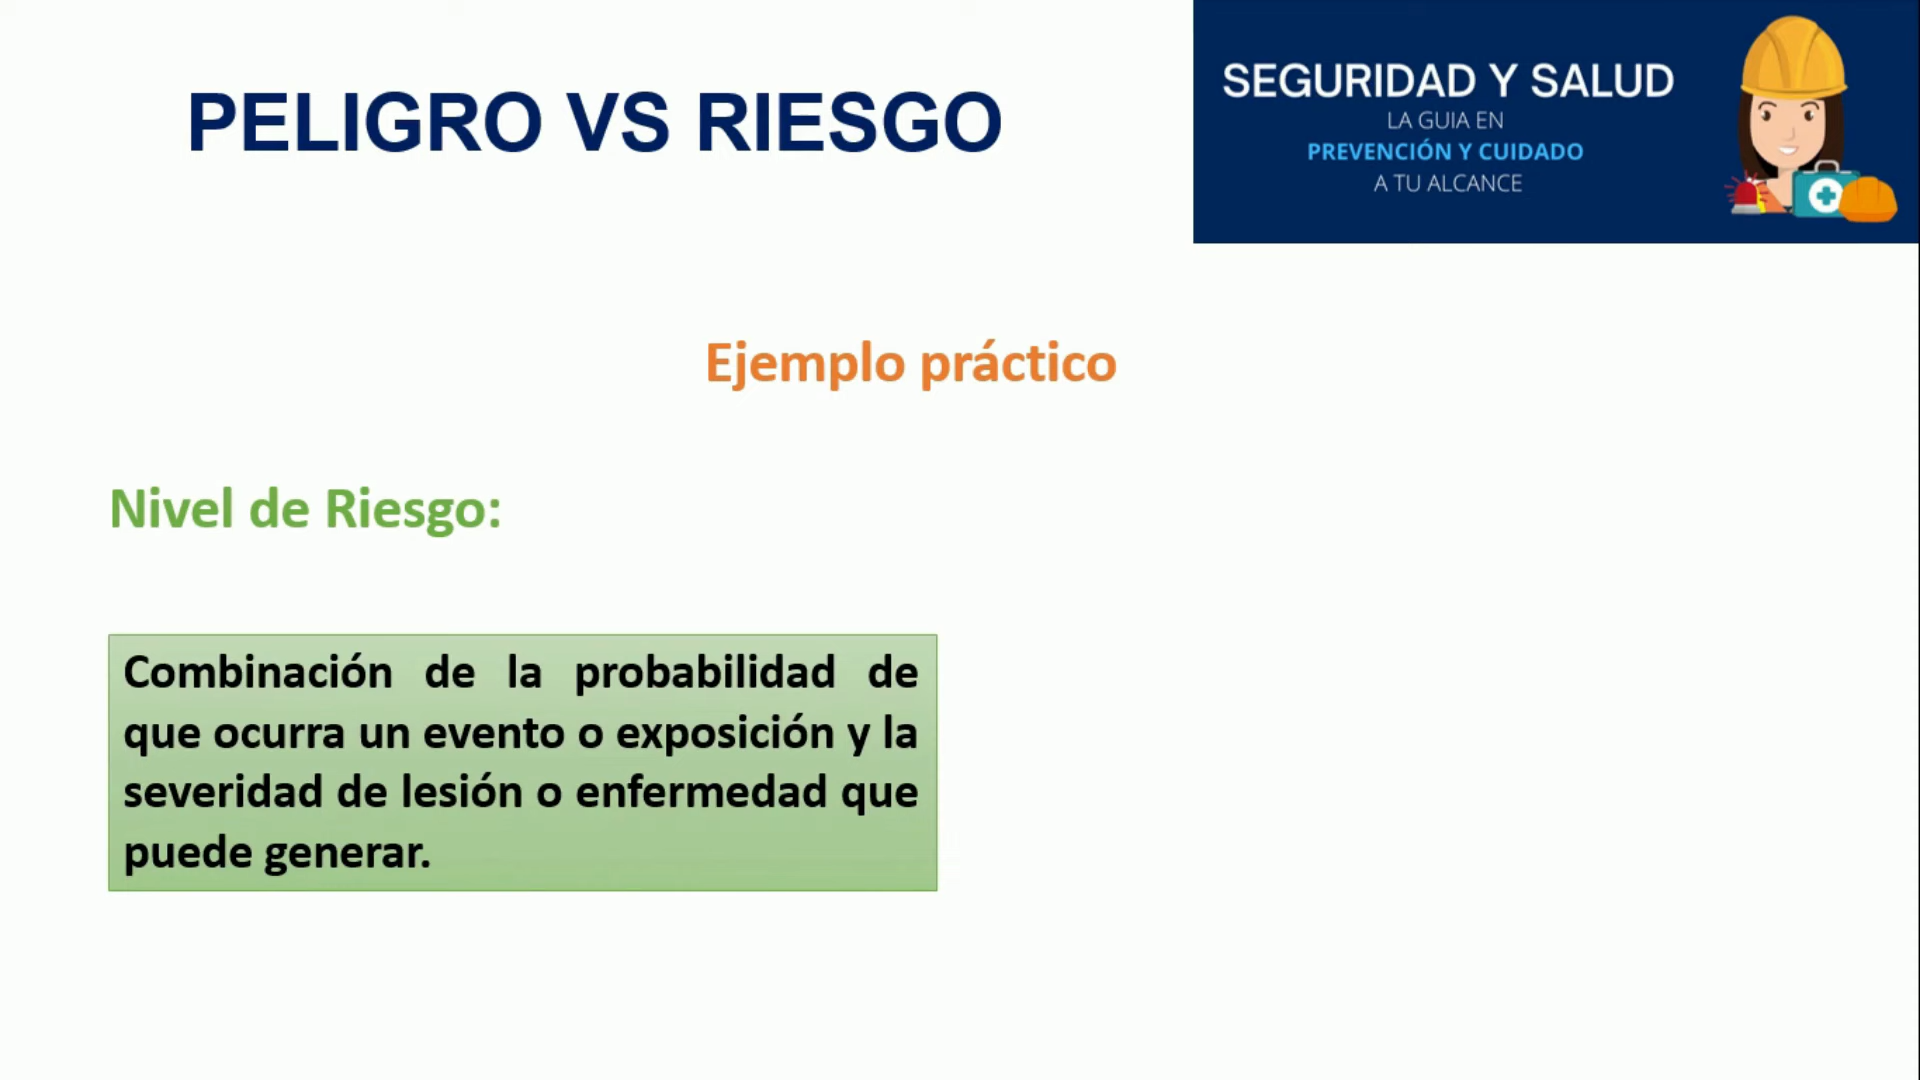 PELIGRO VS RIESGO
SEGURIDAD Y SALUD
LA GUIA EN
PREVENCIÓN Y CUIDADO
A TU ALCANCE
Ejemplo práctico
Nivel de Riesgo:
Combinación de la probabilidad de
que ocurra un evento o exposición y la
severidad de lesión o enfermedad que
puede generar.